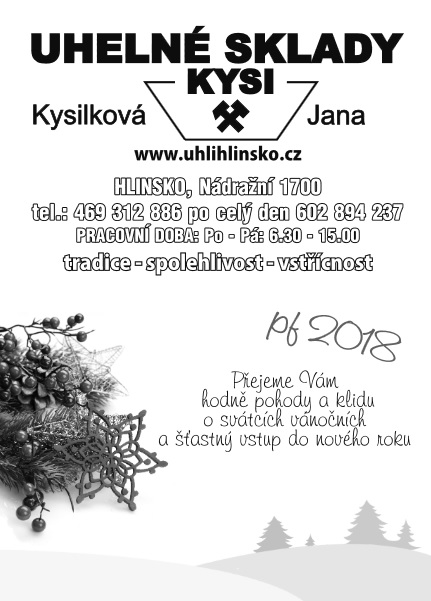 UHELNÉ SKLADY
KYSI
Kysilková Jana
www.uhlihlinsko.cz
HLINSKO, Nádražní 1700
tel.: 469 312 886 po celý den 602 894 237
PRACOVNÍ DOBA: Po - Pá: 6.30 - 15.00
tradice - spolehlivost - vstřícnost
pf 2018
Přejeme Vám
hodně pohody a klidu
o svátcích vánočních
a šťastný vstup do nového roku